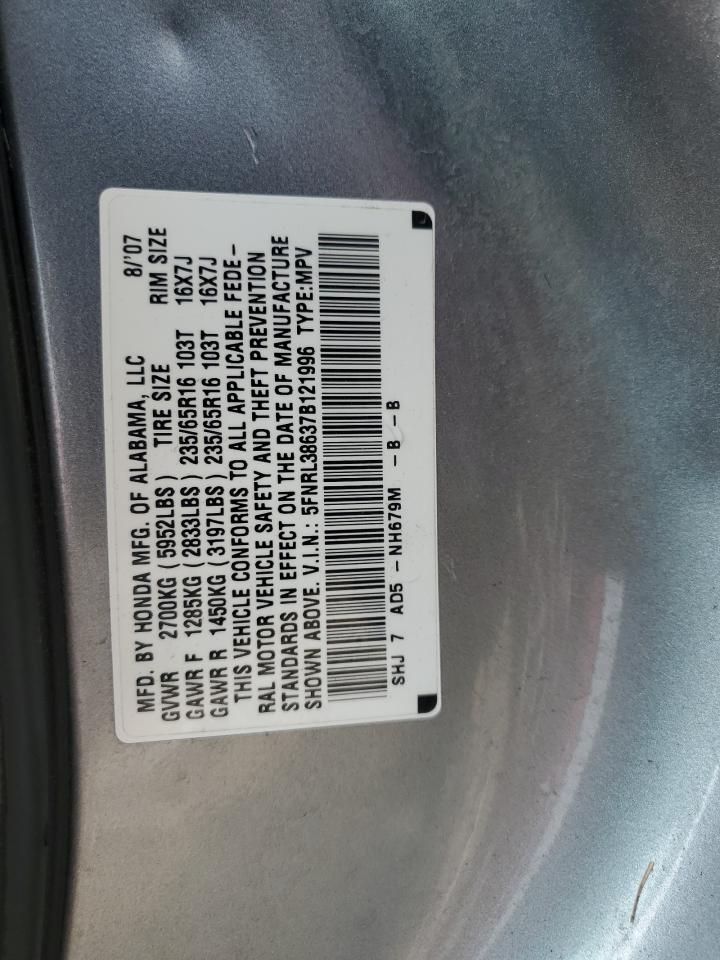 MFD. BY HONDA MFG. OF ALABAMA, LLC 8/'07
GVWR 2700KG (5952LBS) TIRE SIZE RIM SIZE
GAWR F 1285KG (2833LBS) 235/65R16 103T 16X7J
GAWR R 1450KG (3197LBS) 235/65R16 103T 16X7J
THIS VEHICLE CONFORMS TO ALL APPLICABLE FEDE-
RAL MOTOR VEHICLE SAFETY AND THEFT PREVENTION
STANDARDS IN EFFECT ON THE DATE OF MANUFACTURE
SHOWN ABOVE. V.I.N.: 5FNRL38637B121996 TYPE:MPV
SHJ 7 AD5 -NH679M -B -B